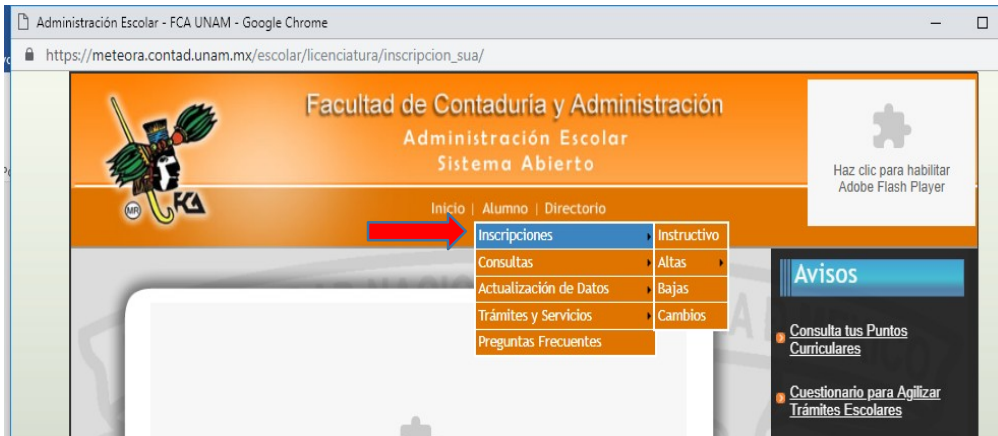 Administración Escolar - FCA UNAM - Google Chrome
https://meteora.contad.unam.mx/escolar/licenciatura/inscripcion_sua/
Facultad de Contaduría y Administración
Administración Escolar
Sistema Abierto
Haz clic para habilitar
Adobe Flash Player
MR
FCA
Inicio | Alumno | Directorio
Inscripciones
Instructivo
Consultas
Altas
Actualización de Datos
Bajas
Trámites y Servicios
Cambios
Preguntas Frecuentes
Avisos
Consulta tus Puntos
Curriculares
Cuestionario para Agilizar
Trámites Escolares